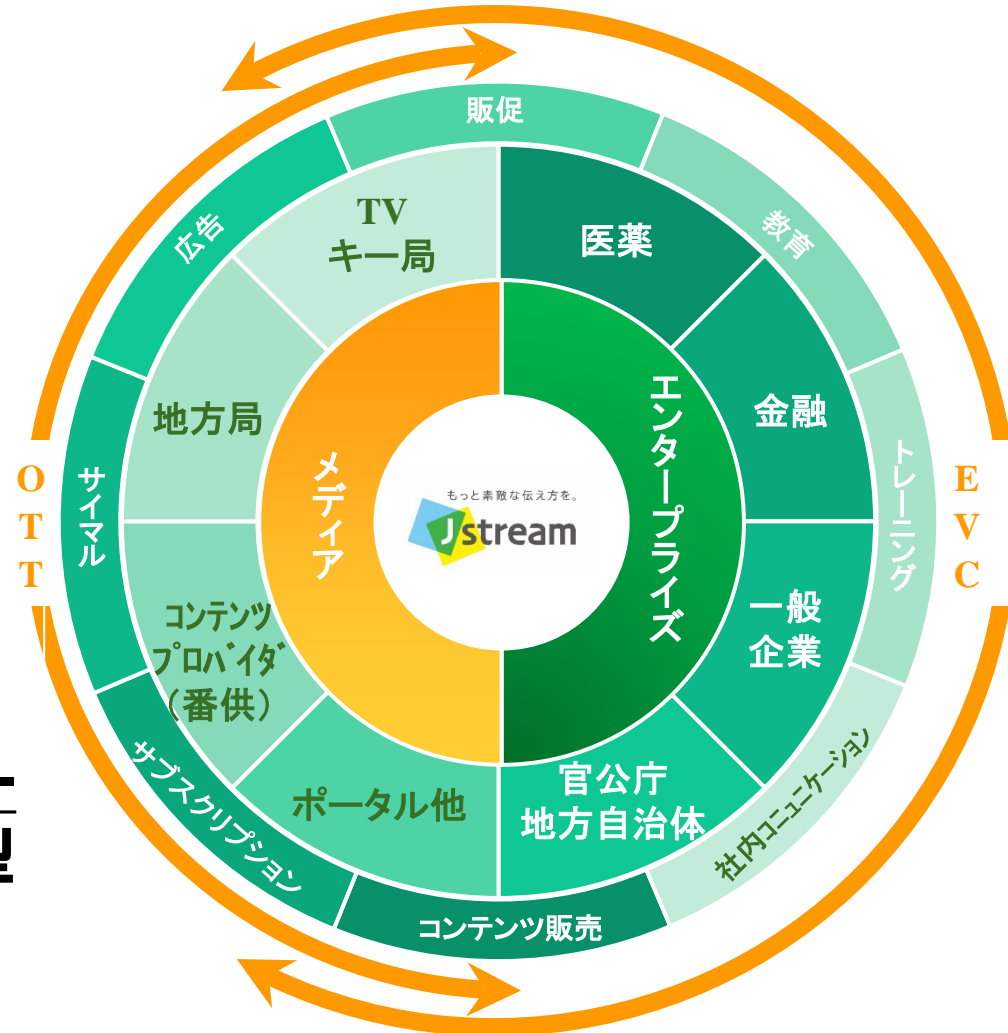 販促
広告
教育
TV
キー局
医薬
地方局
金融
サイマル
トレーニング
OTT
EVC
メディア
エンタープライズ
もっと素敵な伝え方を。
Jstream
コンテンツ
プロバイダ
(番供)
一般
企業
ポータル他
官公庁
地方自治体
サブスクリプション
社内コミュニケーション
コンテンツ販売